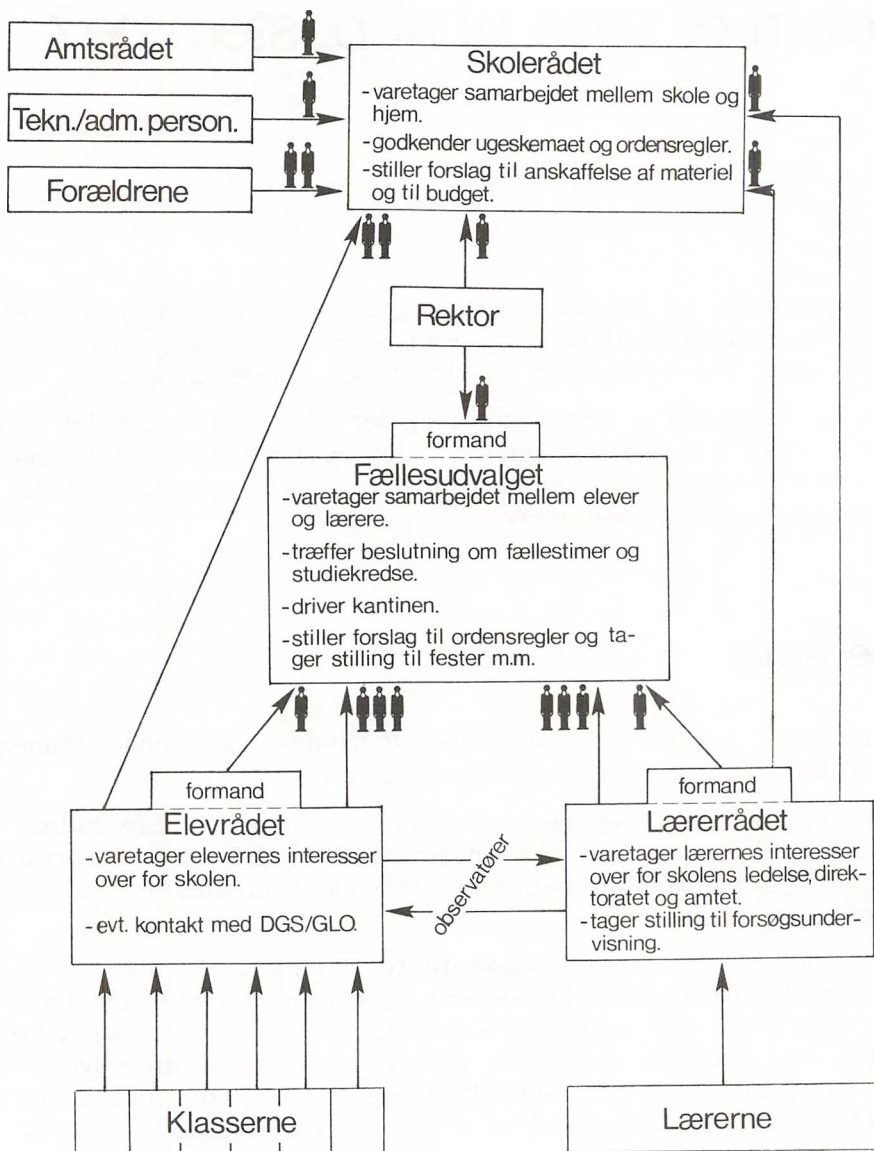 Amtsrådet
Tekn./adm. person.
Forældrene
Skolerådet
- varetager samarbejdet mellem skole og
hjem.
- godkender ugeskemaet og ordensregler.
- stiller forslag til anskaffelse af materiel
og til budget.
Rektor
formand
Fællesudvalget
- varetager samarbejdet mellem elever
og lærere.
- træffer beslutning om fællestimer og
studiekredse.
- driver kantinen.
- stiller forslag til ordensregler og ta-
ger stilling til fester m.m.
formand
Elevrådet
- varetager elevernes interesser
over for skolen.
- evt. kontakt med DGS/GLO.
observatører
formand
Lærerrådet
- varetager lærernes interesser
over for skolens ledelse, direk-
toratet og amtet.
- tager stilling til forsøgsunder-
visning.
Klasserne
Lærerne